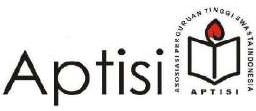 Aptisi
ASOSIASI PERGURUAN TINGGI SWASTA INDONESIA
APTISI